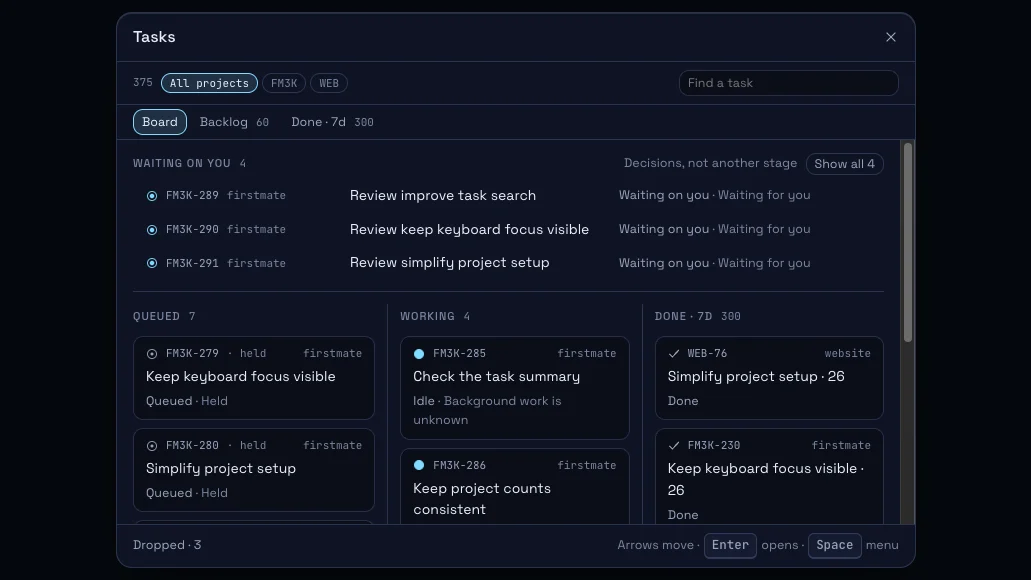 Tasks
375 All projects FM3K WEB
Find a task
Board Backlog 60 Done · 7d 300
WAITING ON YOU 4
Decisions, not another stage Show all 4
FM3K-289 firstmate Review improve task search Waiting on you · Waiting for you
FM3K-290 firstmate Review keep keyboard focus visible Waiting on you · Waiting for you
FM3K-291 firstmate Review simplify project setup Waiting on you · Waiting for you
QUEUED 7
FM3K-279 · held firstmate
Keep keyboard focus visible
Queued · Held
FM3K-280 · held firstmate
Simplify project setup
Queued · Held
WORKING 4
FM3K-285 firstmate
Check the task summary
Idle · Background work is
unknown
FM3K-286 firstmate
Keep project counts
consistent
DONE · 7D 300
WEB-76 website
Simplify project setup · 26
Done
FM3K-230 firstmate
Keep keyboard focus visible ·
26
Done
Dropped · 3
Arrows move · Enter opens · Space menu